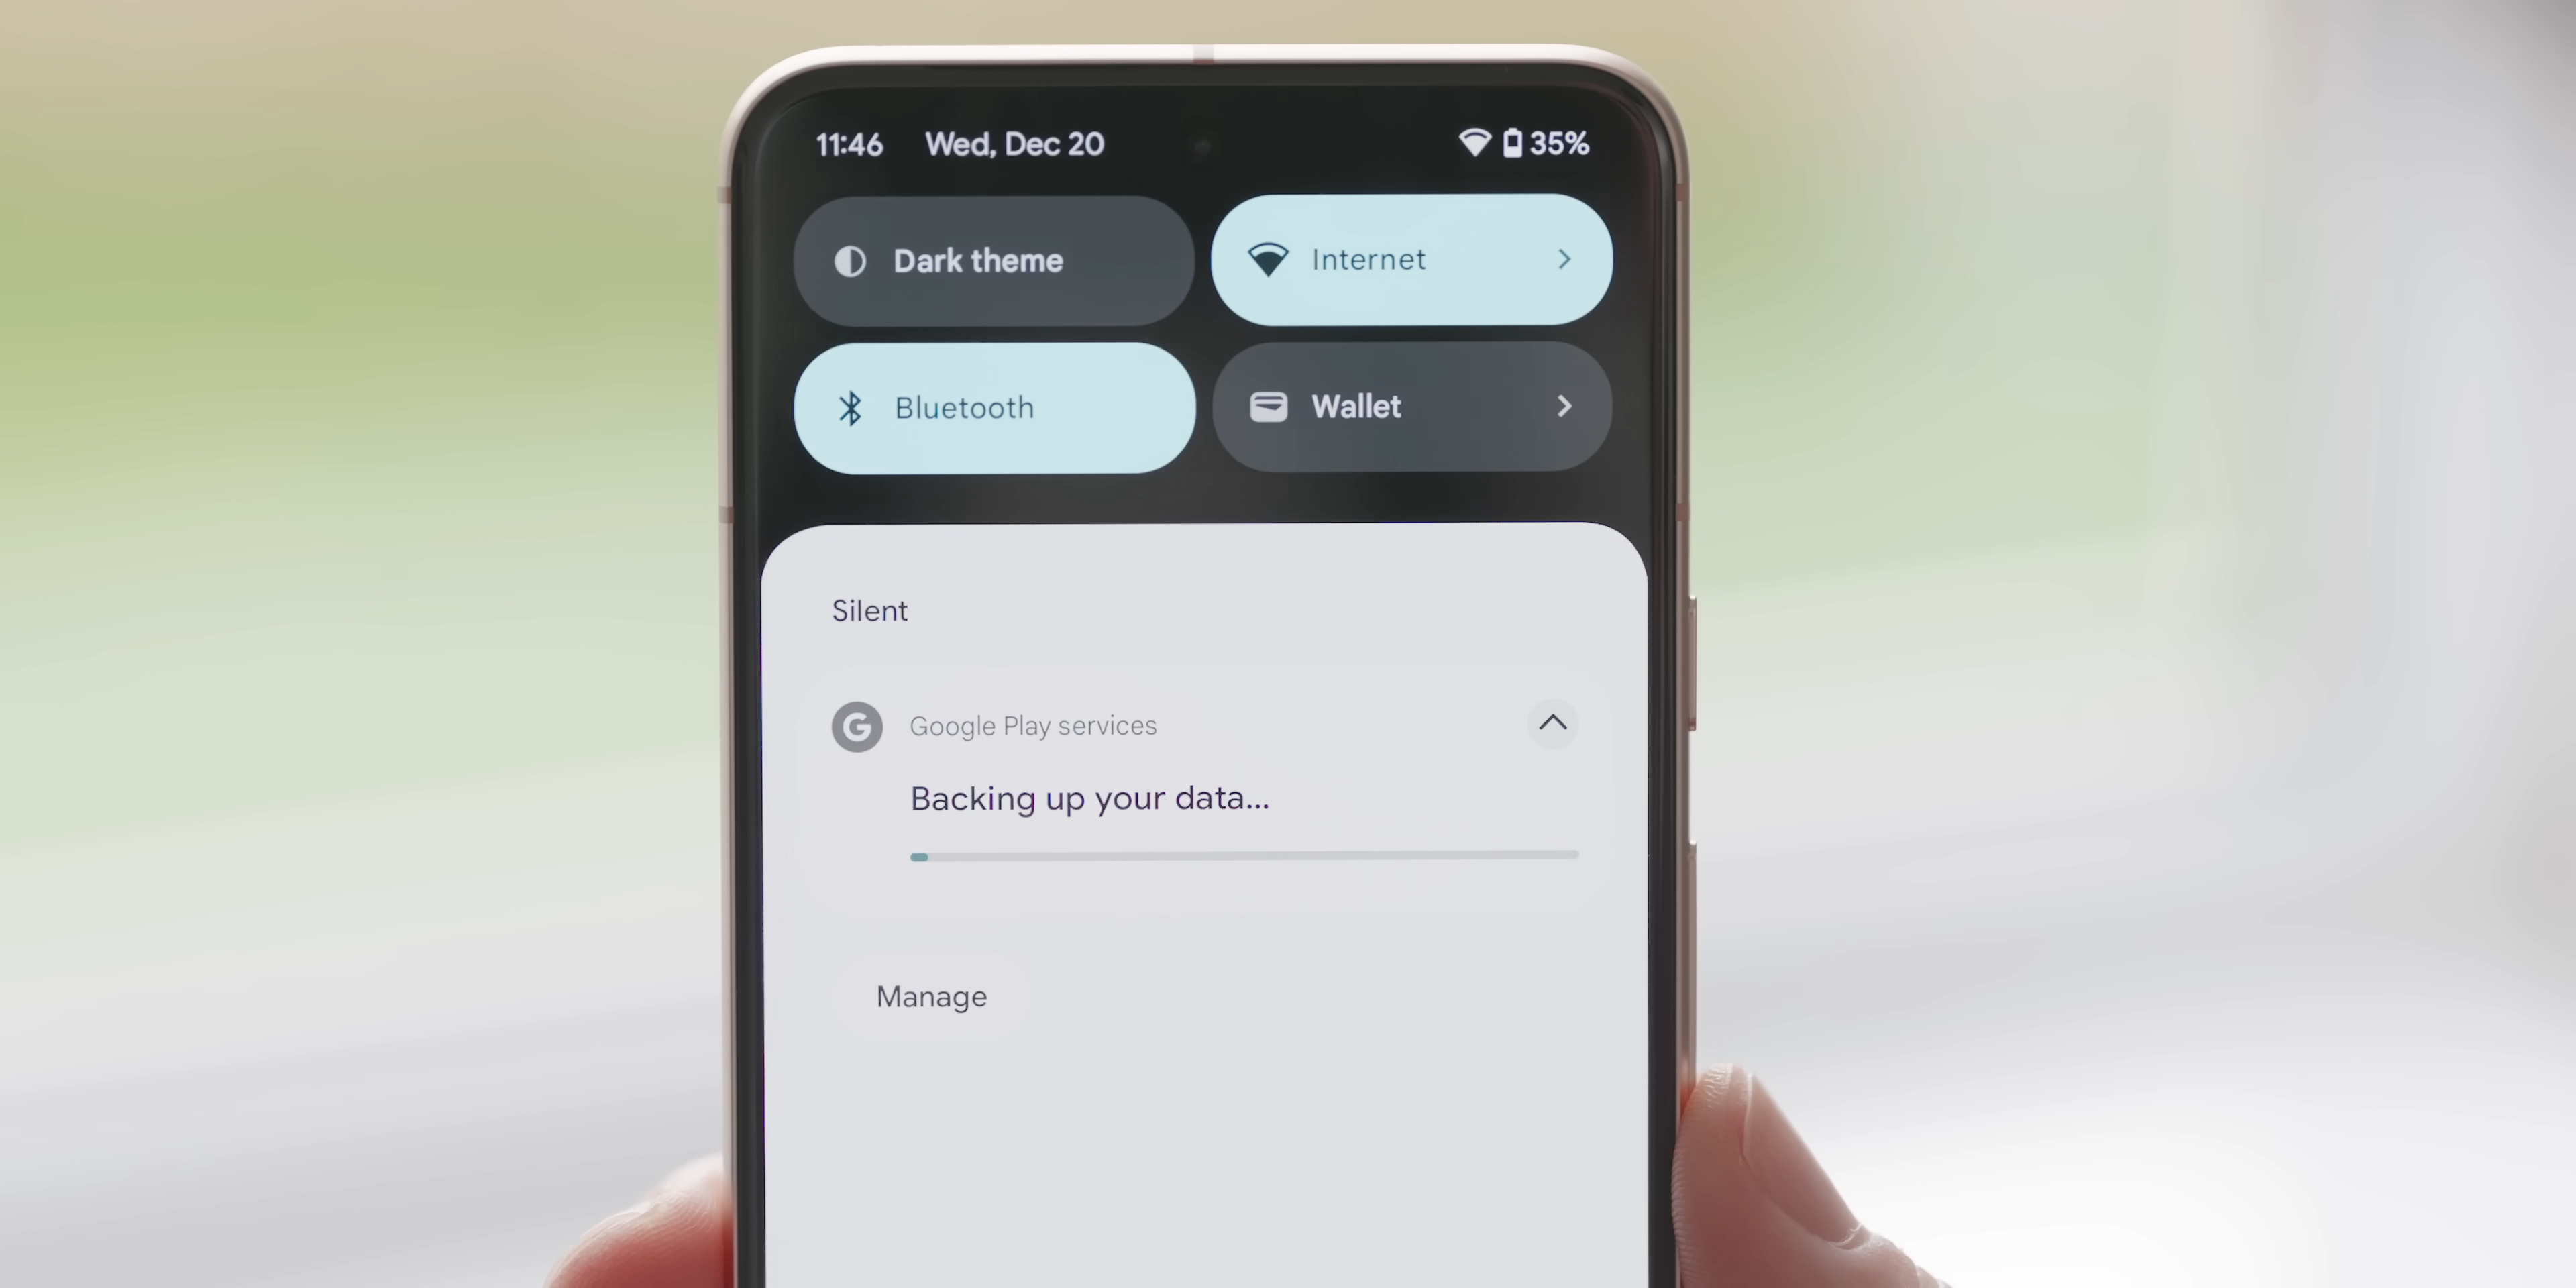 11:46 Wed, Dec 20 35%
Dark theme Internet
Bluetooth Wallet
Silent
Google Play services
Backing up your data...
Manage